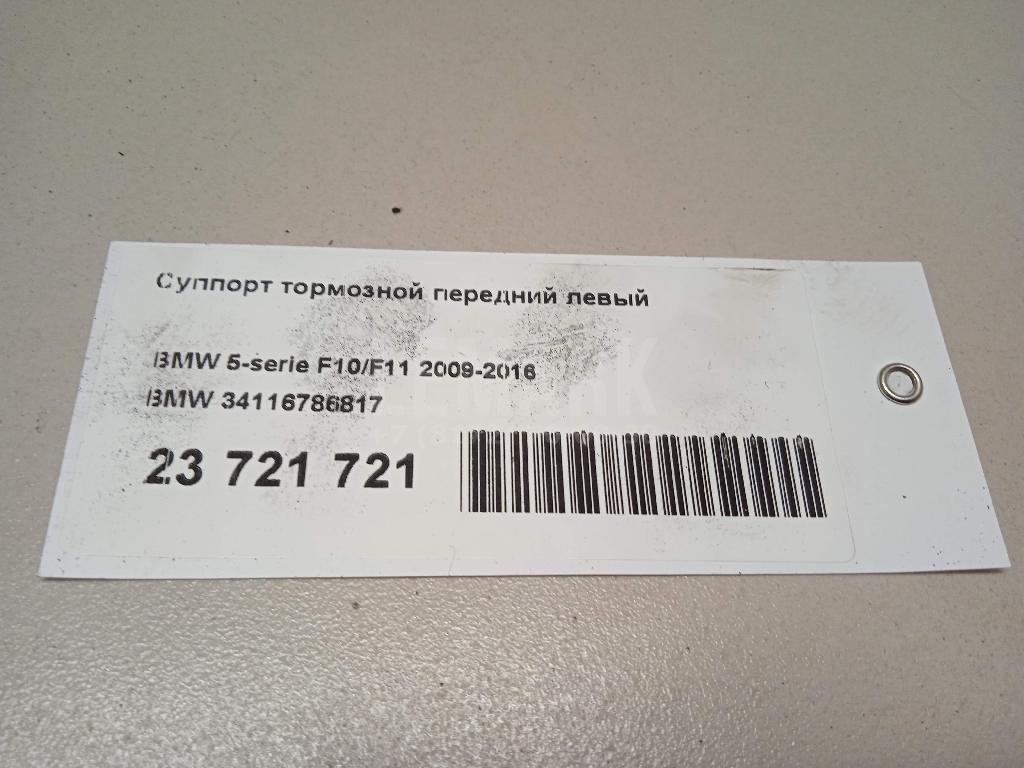 Суппорт тормозной передний левый
BMW 5-serie F10/F11 2009-2016
BMW 34116786817
23 721 721